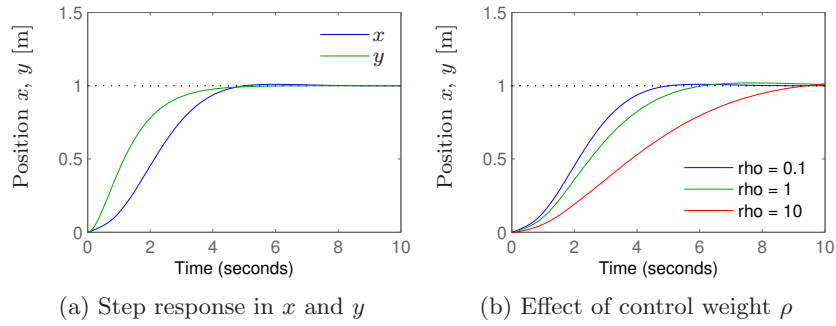 1.5
1
0.5
0
0 2 4 6 8 10
Position x, y [m]
Time (seconds)
x
y
(a) Step response in x and y
1.5
1
0.5
0
0 2 4 6 8 10
Position x, y [m]
Time (seconds)
rho = 0.1
rho = 1
rho = 10
(b) Effect of control weight ρ